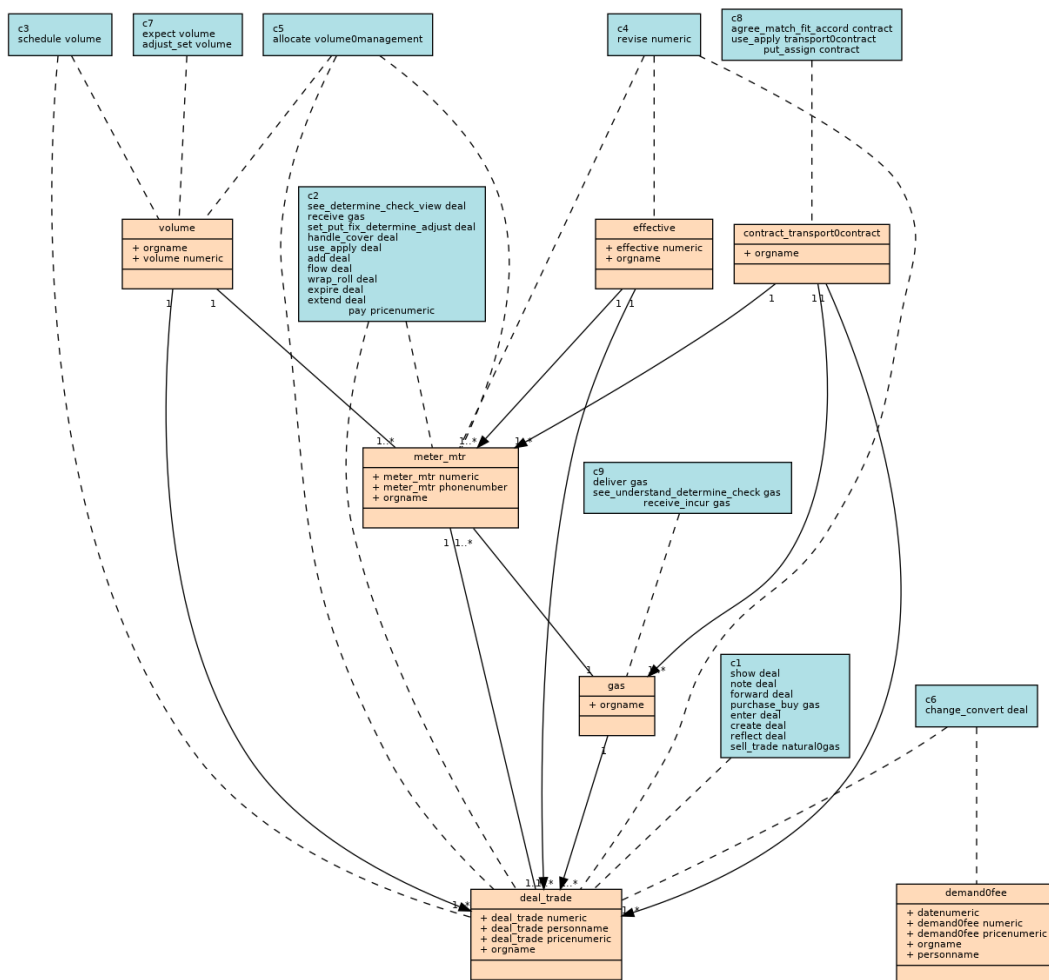 c3
schedule volume
c7
expect volume
adjust_set volume
c5
allocate volume0management
c4
revise numeric
c8
agree_match_fit_accord contract
use_apply transport0contract
put_assign contract
c2
see_determine_check_view deal
receive gas
set_put_fix_determine_adjust deal
handle_cover deal
use_apply deal
add deal
flow deal
wrap_roll deal
expire deal
extend deal
pay pricenumeric
volume
+ orgname
+ volume numeric
effective
+ effective numeric
+ orgname
contract_transport0contract
+ orgname
1
1
1
1
1
1
1
1..*
1..*
1..*
meter_mtr
+ meter_mtr numeric
+ meter_mtr phonenumber
+ orgname
c9
deliver gas
see_understand_determine_check gas
receive_incur gas
1
1..*
1
gas
+ orgname
1
c1
show deal
note deal
forward deal
purchase_buy gas
enter deal
create deal
reflect deal
sell_trade natural0gas
c6
change_convert deal
1..*
deal_trade
+ deal_trade numeric
+ deal_trade personname
+ deal_trade pricenumeric
+ orgname
demand0fee
+ datenumeric
+ demand0fee numeric
+ demand0fee pricenumeric
+ orgname
+ personname